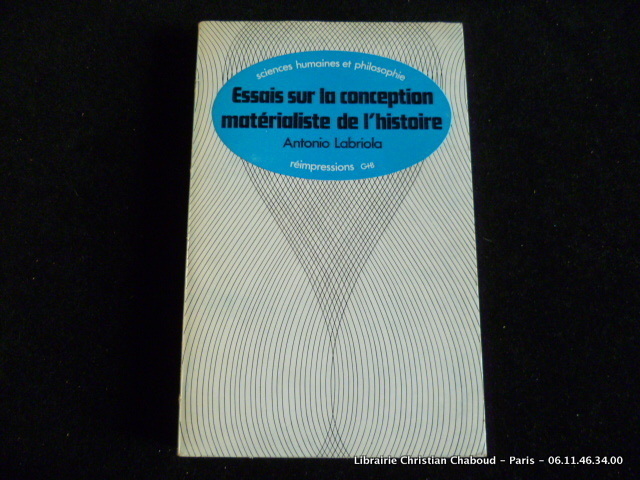 sciences humaines et philosophie
Essais sur la conception
matérialiste de l'histoire
Antonio Labriola
réimpressions G+B
Librairie Christian Chaboud - Paris - 06.11.46.34.00